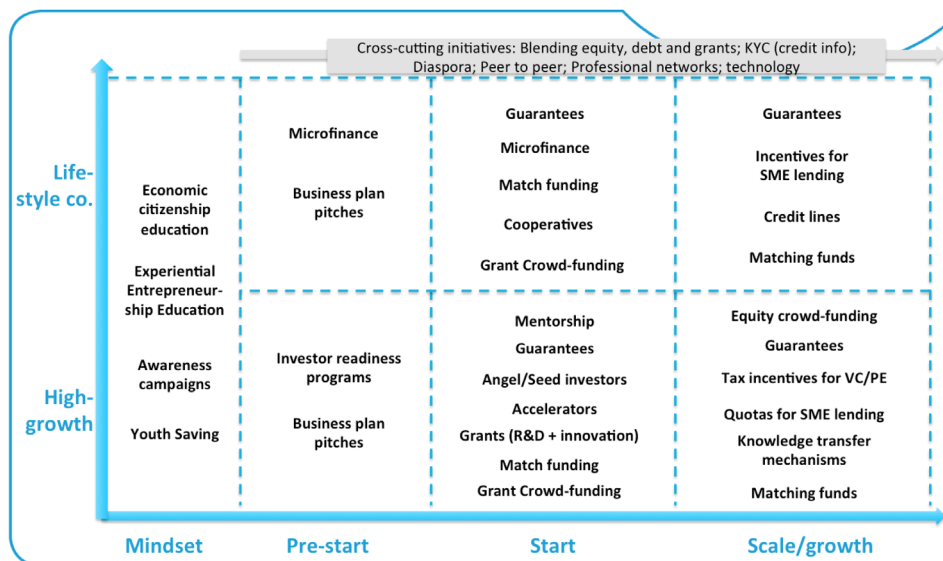 Cross-cutting initiatives: Blending equity, debt and grants; KYC (credit info);
Diaspora; Peer to peer; Professional networks; technology
Life-
style co.
High-
growth
Economic
citizenship
education
Experiential
Entrepreneur-
ship Education
Awareness
campaigns
Youth Saving
Microfinance
Business plan
pitches
Guarantees
Microfinance
Match funding
Cooperatives
Grant Crowd-funding
Guarantees
Incentives for
SME lending
Credit lines
Matching funds
Investor readiness
programs
Business plan
pitches
Mentorship
Guarantees
Angel/Seed investors
Accelerators
Grants (R&D + innovation)
Match funding
Grant Crowd-funding
Equity crowd-funding
Guarantees
Tax incentives for VC/PE
Quotas for SME lending
Knowledge transfer
mechanisms
Matching funds
Mindset
Pre-start
Start
Scale/growth